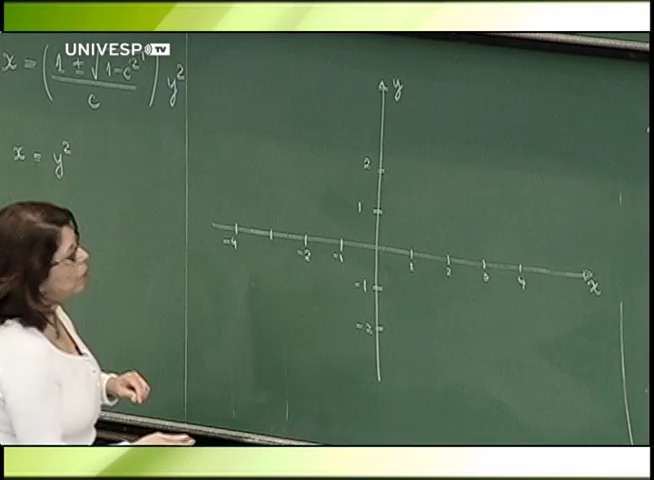 UNIVESP TV
x = ( (1 ± √1-c²) / c ) y²
x = y²
y
2
1
-4 -2 -1 1 2 3 4
x
-1
-2